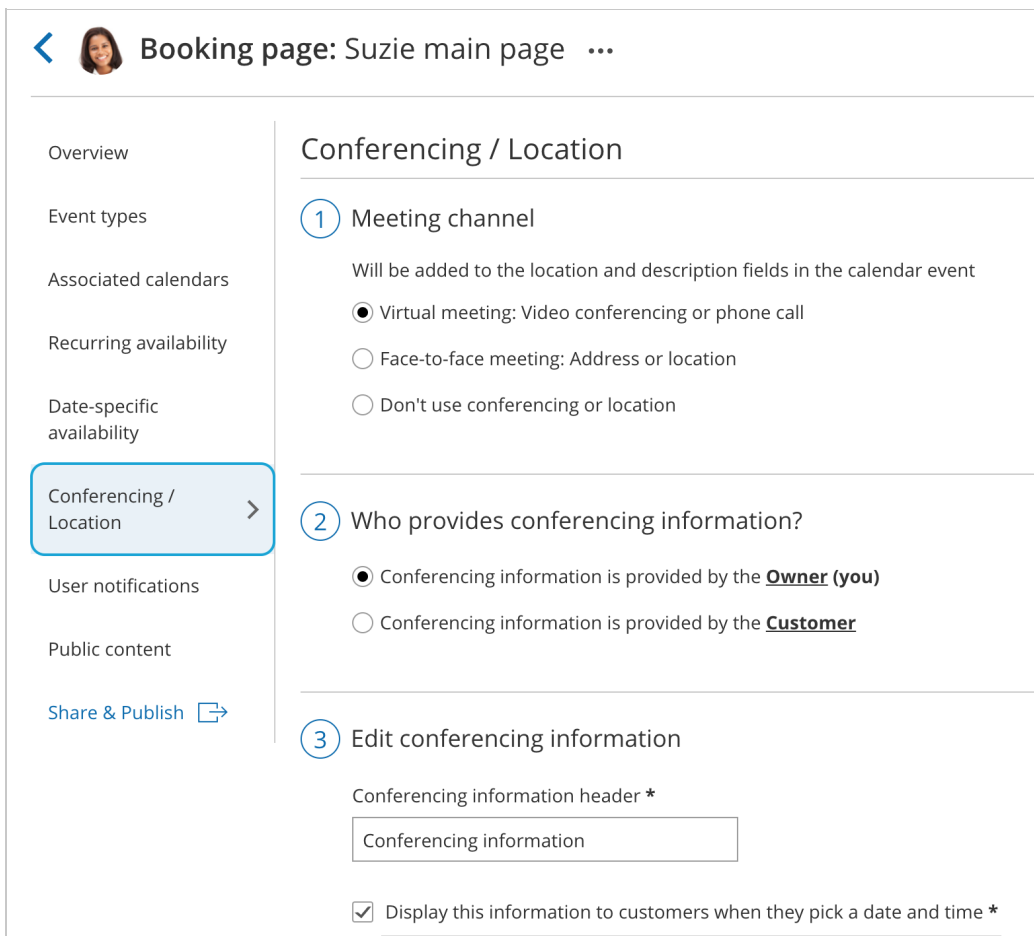 Booking page: Suzie main page
Overview
Event types
Associated calendars
Recurring availability
Date-specific
availability
Conferencing /
Location
User notifications
Public content
Share & Publish
Conferencing / Location
1 Meeting channel
Will be added to the location and description fields in the calendar event
Virtual meeting: Video conferencing or phone call
Face-to-face meeting: Address or location
Don't use conferencing or location
2 Who provides conferencing information?
Conferencing information is provided by the Owner (you)
Conferencing information is provided by the Customer
3 Edit conferencing information
Conferencing information header *
Conferencing information
Display this information to customers when they pick a date and time *